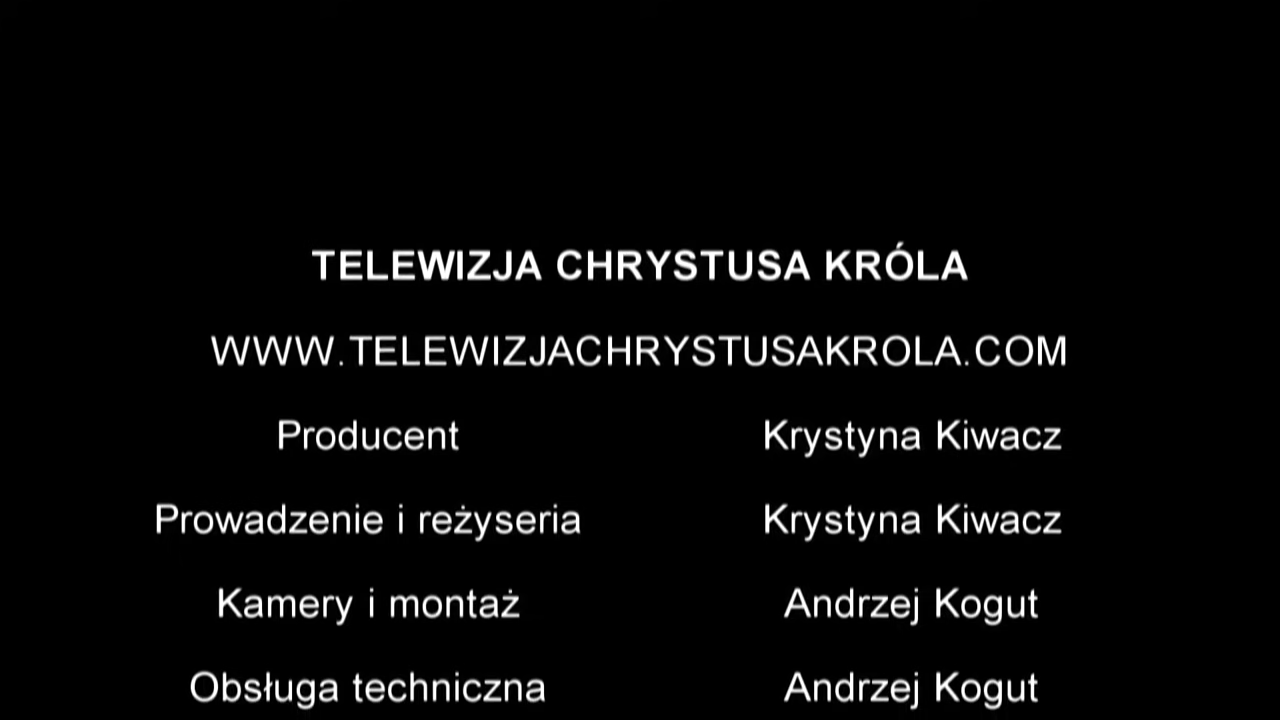 TELEWIZJA CHRYSTUSA KRÓLA
WWW.TELEWIZJACHRYSTUSAKROLA.COM
Producent Krystyna Kiwacz
Prowadzenie i reżyseria Krystyna Kiwacz
Kamery i montaż Andrzej Kogut
Obsługa techniczna Andrzej Kogut